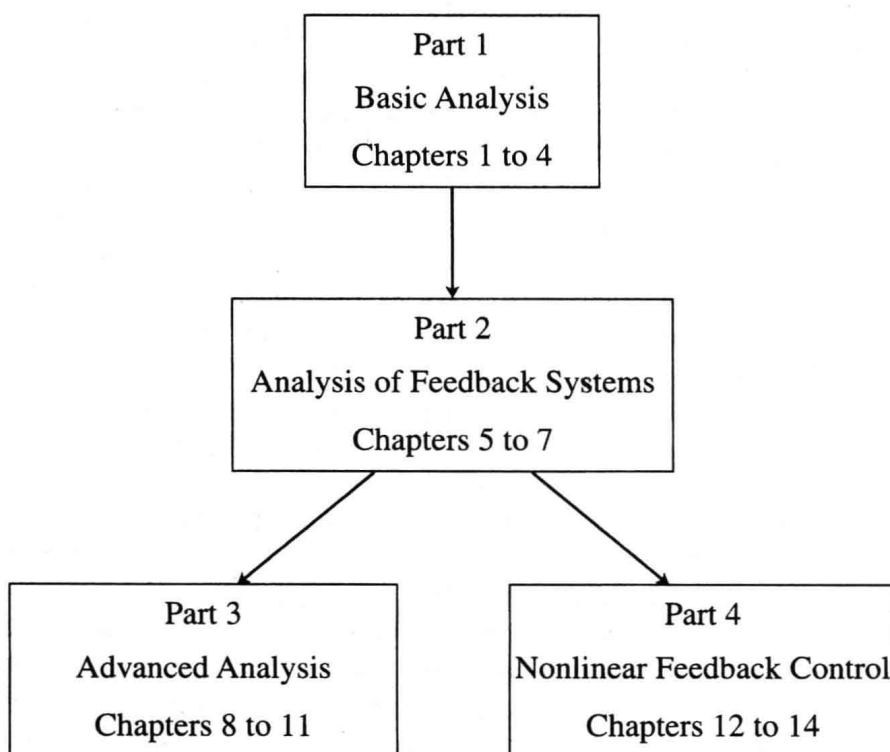 Part 1
Basic Analysis
Chapters 1 to 4
Part 2
Analysis of Feedback Systems
Chapters 5 to 7
Part 3
Advanced Analysis
Chapters 8 to 11
Part 4
Nonlinear Feedback Control
Chapters 12 to 14